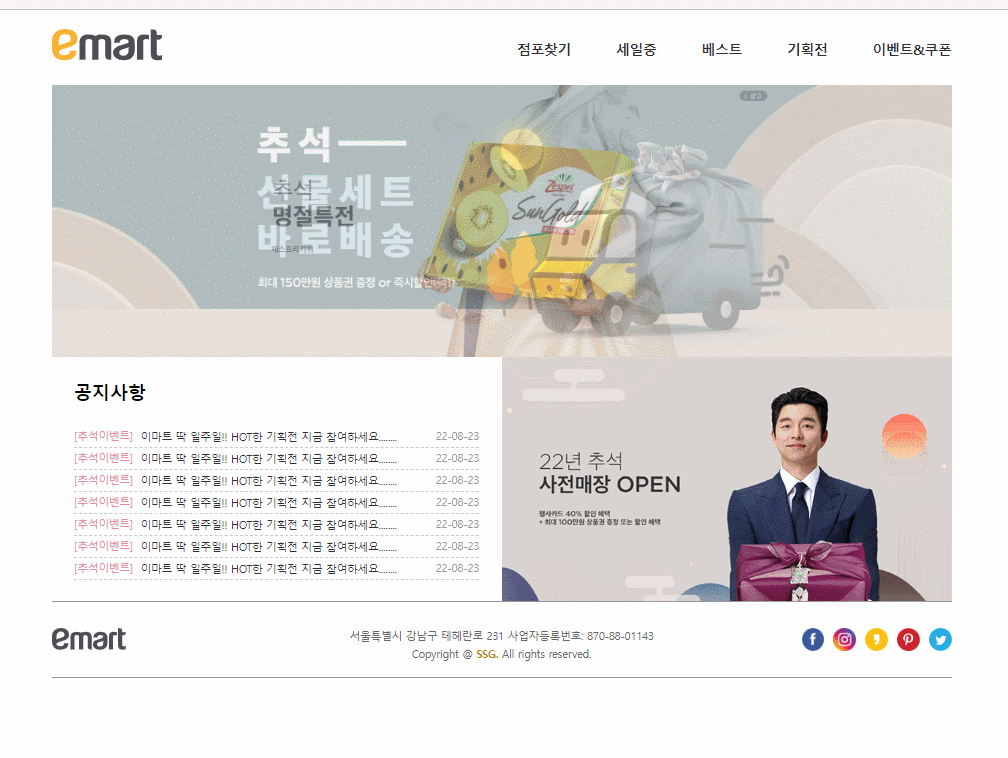 emart
점포찾기 세일중 베스트 기획전 이벤트&쿠폰
광고
추석
선물세트
바로배송
최대 150만원 상품권 증정 or 즉시할인(택1)
추석
명절특전
제스프리키위
Zespri
SunGold
공지사항
[추석이벤트] 이마트 딱 일주일!! HOT한 기획전 지금 참여하세요........ 22-08-23
[추석이벤트] 이마트 딱 일주일!! HOT한 기획전 지금 참여하세요........ 22-08-23
[추석이벤트] 이마트 딱 일주일!! HOT한 기획전 지금 참여하세요........ 22-08-23
[추석이벤트] 이마트 딱 일주일!! HOT한 기획전 지금 참여하세요........ 22-08-23
[추석이벤트] 이마트 딱 일주일!! HOT한 기획전 지금 참여하세요........ 22-08-23
[추석이벤트] 이마트 딱 일주일!! HOT한 기획전 지금 참여하세요........ 22-08-23
[추석이벤트] 이마트 딱 일주일!! HOT한 기획전 지금 참여하세요........ 22-08-23
22년 추석
사전매장 OPEN
행사카드 40% 할인 혜택
+ 최대 100만원 상품권 증정 또는 할인 혜택
emart
서울특별시 강남구 테헤란로 231 사업자등록번호: 870-88-01143
Copyright @ SSG. All rights reserved.